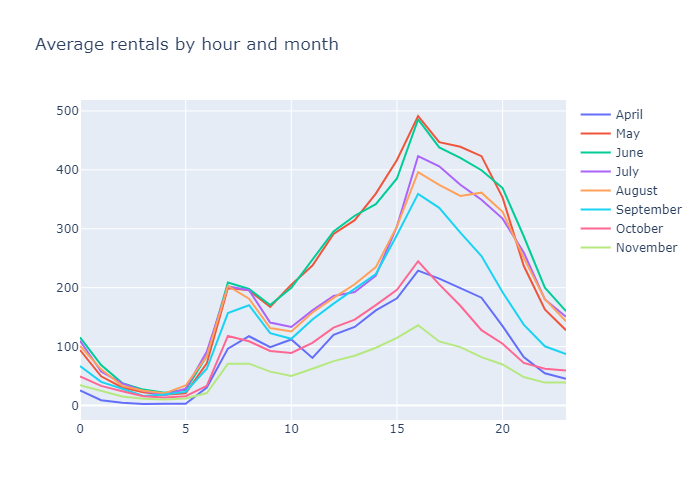 Average rentals by hour and month
500
400
300
200
100
0
0 5 10 15 20
April
May
June
July
August
September
October
November